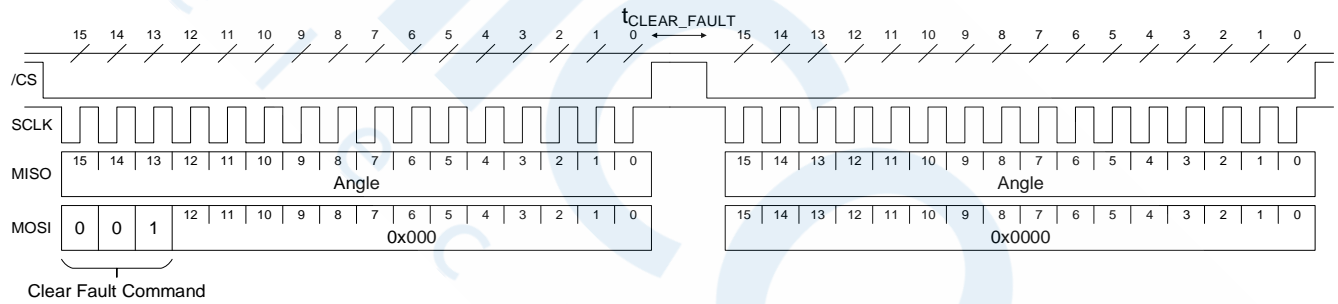 tCLEAR_FAULT
15 14 13 12 11 10 9 8 7 6 5 4 3 2 1 0 15 14 13 12 11 10 9 8 7 6 5 4 3 2 1 0
/CS
SCLK
MISO 15 14 13 12 11 10 9 8 7 6 5 4 3 2 1 0 15 14 13 12 11 10 9 8 7 6 5 4 3 2 1 0
Angle Angle
MOSI 0 0 1 12 11 10 9 8 7 6 5 4 3 2 1 0 15 14 13 12 11 10 9 8 7 6 5 4 3 2 1 0
0x000 0x0000
Clear Fault Command